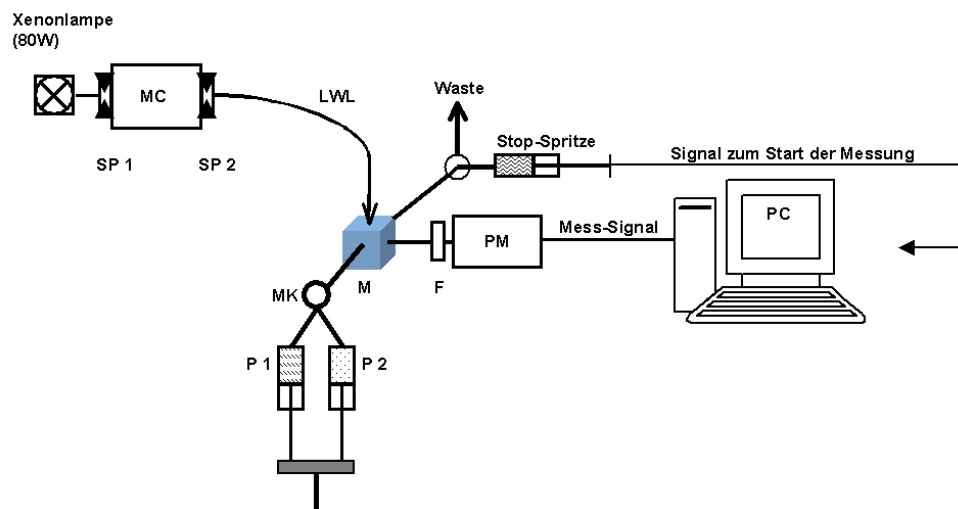 Xenonlampe
(80W)
MC
LWL
Waste
Stop-Spritze
Signal zum Start der Messung
SP 1
SP 2
PC
Mess-Signal
PM
MK
M
F
P 1
P 2